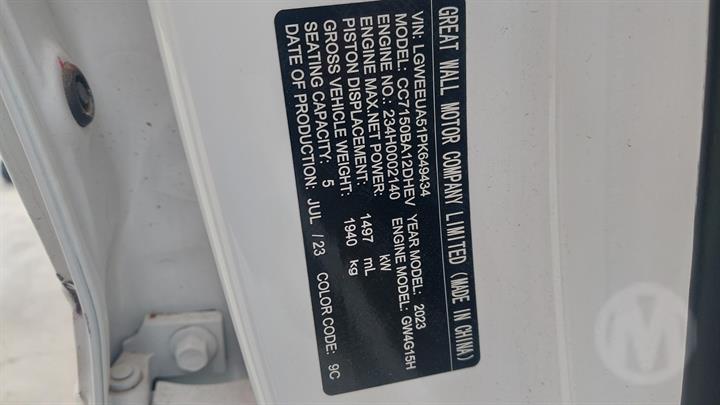 GREAT WALL MOTOR COMPANY LIMITED (MADE IN CHINA)
VIN: LGWEEUA51PK649434
MODEL: CC7150BA12DHEV YEAR MODEL: 2023
ENGINE NO.: 234H0002140 ENGINE MODEL: GW4G15H
ENGINE MAX.NET POWER: kW
PISTON DISPLACEMENT: 1497 mL
GROSS VEHICLE WEIGHT: 1940 kg
SEATING CAPACITY: 5
DATE OF PRODUCTION: JUL / 23 COLOR CODE: 9C